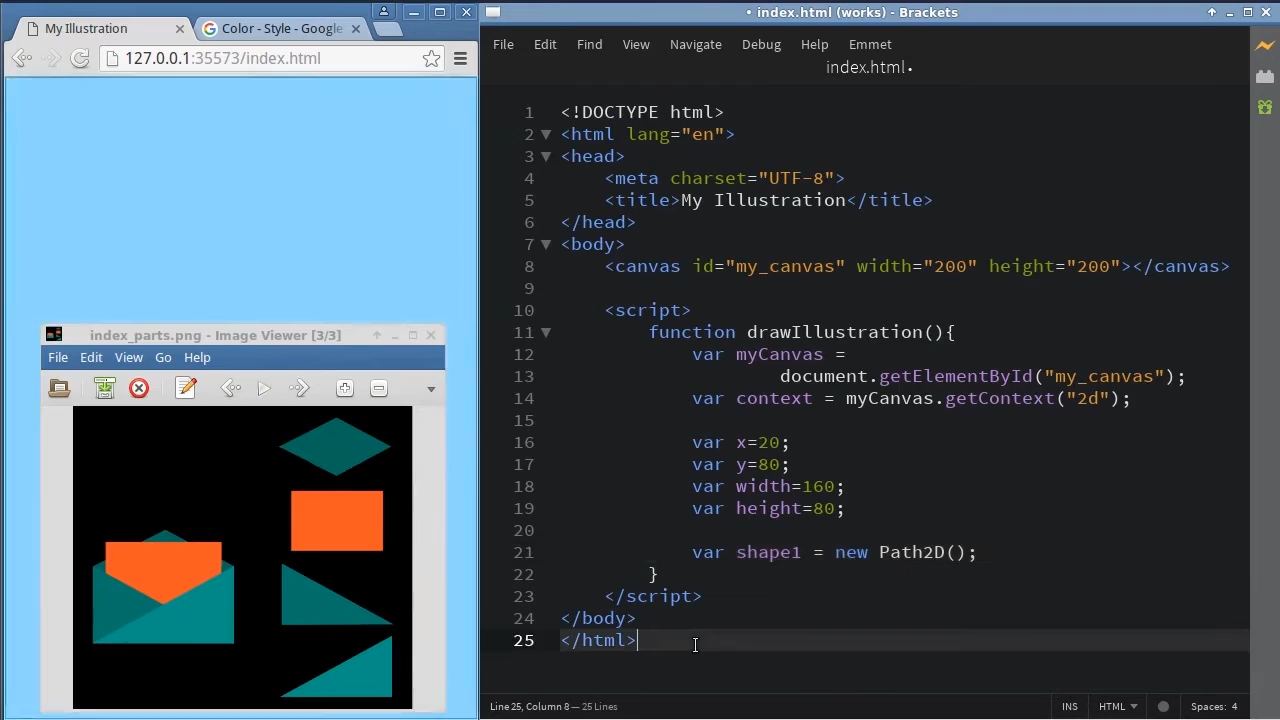 My Illustration
Color - Style - Google
127.0.0.1:35573/index.html
index_parts.png - Image Viewer [3/3]
File Edit View Go Help
• index.html (works) - Brackets
File Edit Find View Navigate Debug Help Emmet
index.html•
1 <!DOCTYPE html>
2 <html lang="en">
3 <head>
4     <meta charset="UTF-8">
5     <title>My Illustration</title>
6 </head>
7 <body>
8     <canvas id="my_canvas" width="200" height="200"></canvas>
9
10     <script>
11         function drawIllustration(){
12             var myCanvas =
13                     document.getElementById("my_canvas");
14             var context = myCanvas.getContext("2d");
15
16             var x=20;
17             var y=80;
18             var width=160;
19             var height=80;
20
21             var shape1 = new Path2D();
22         }
23     </script>
24 </body>
25 </html>
Line 25, Column 8 — 25 Lines
INS HTML Spaces: 4